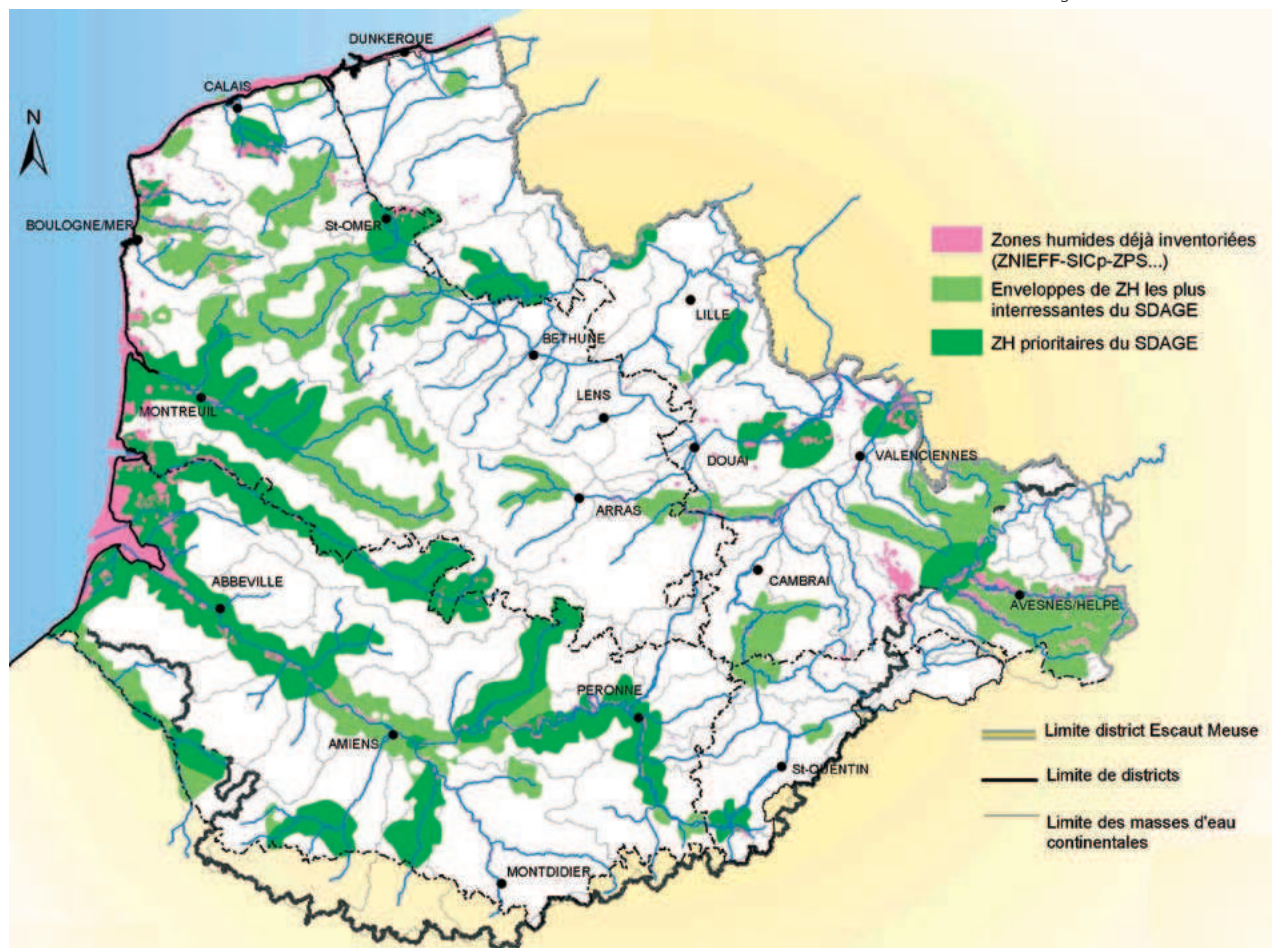 DUNKERQUE
CALAIS
N
BOULOGNE/MER
St-OMER
Zones humides déjà inventoriées
(ZNIEFF-SICp-ZPS...)
Enveloppes de ZH les plus
interressantes du SDAGE
ZH prioritaires du SDAGE
LILLE
BETHUNE
LENS
MONTREUIL
DOUAI
VALENCIENNES
ARRAS
CAMBRAI
ABBEVILLE
AVESNES/HELPE
PERONNE
AMIENS
St-QUENTIN
Limite district Escaut Meuse
Limite de districts
Limite des masses d'eau
continentales
MONTDIDIER